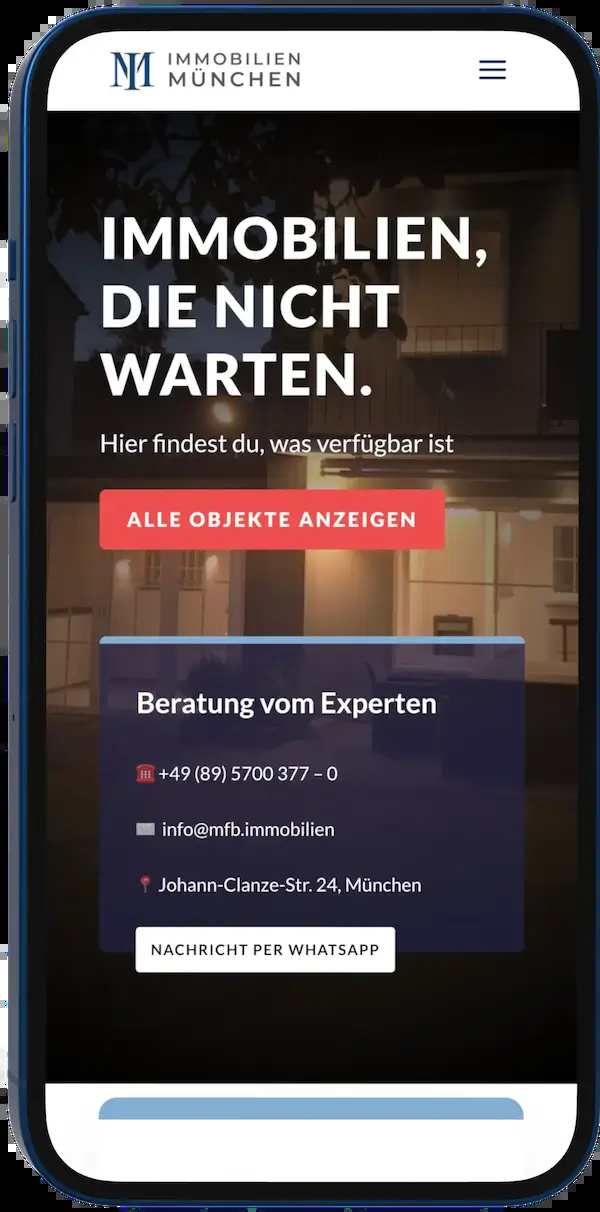 IMMOBILIEN
MÜNCHEN
IMMOBILIEN,
DIE NICHT
WARTEN.
Hier findest du, was verfügbar ist
ALLE OBJEKTE ANZEIGEN
Beratung vom Experten
☎️ +49 (89) 5700 377 – 0
✉️ info@mfb.immobilien
📍 Johann-Clanze-Str. 24, München
NACHRICHT PER WHATSAPP